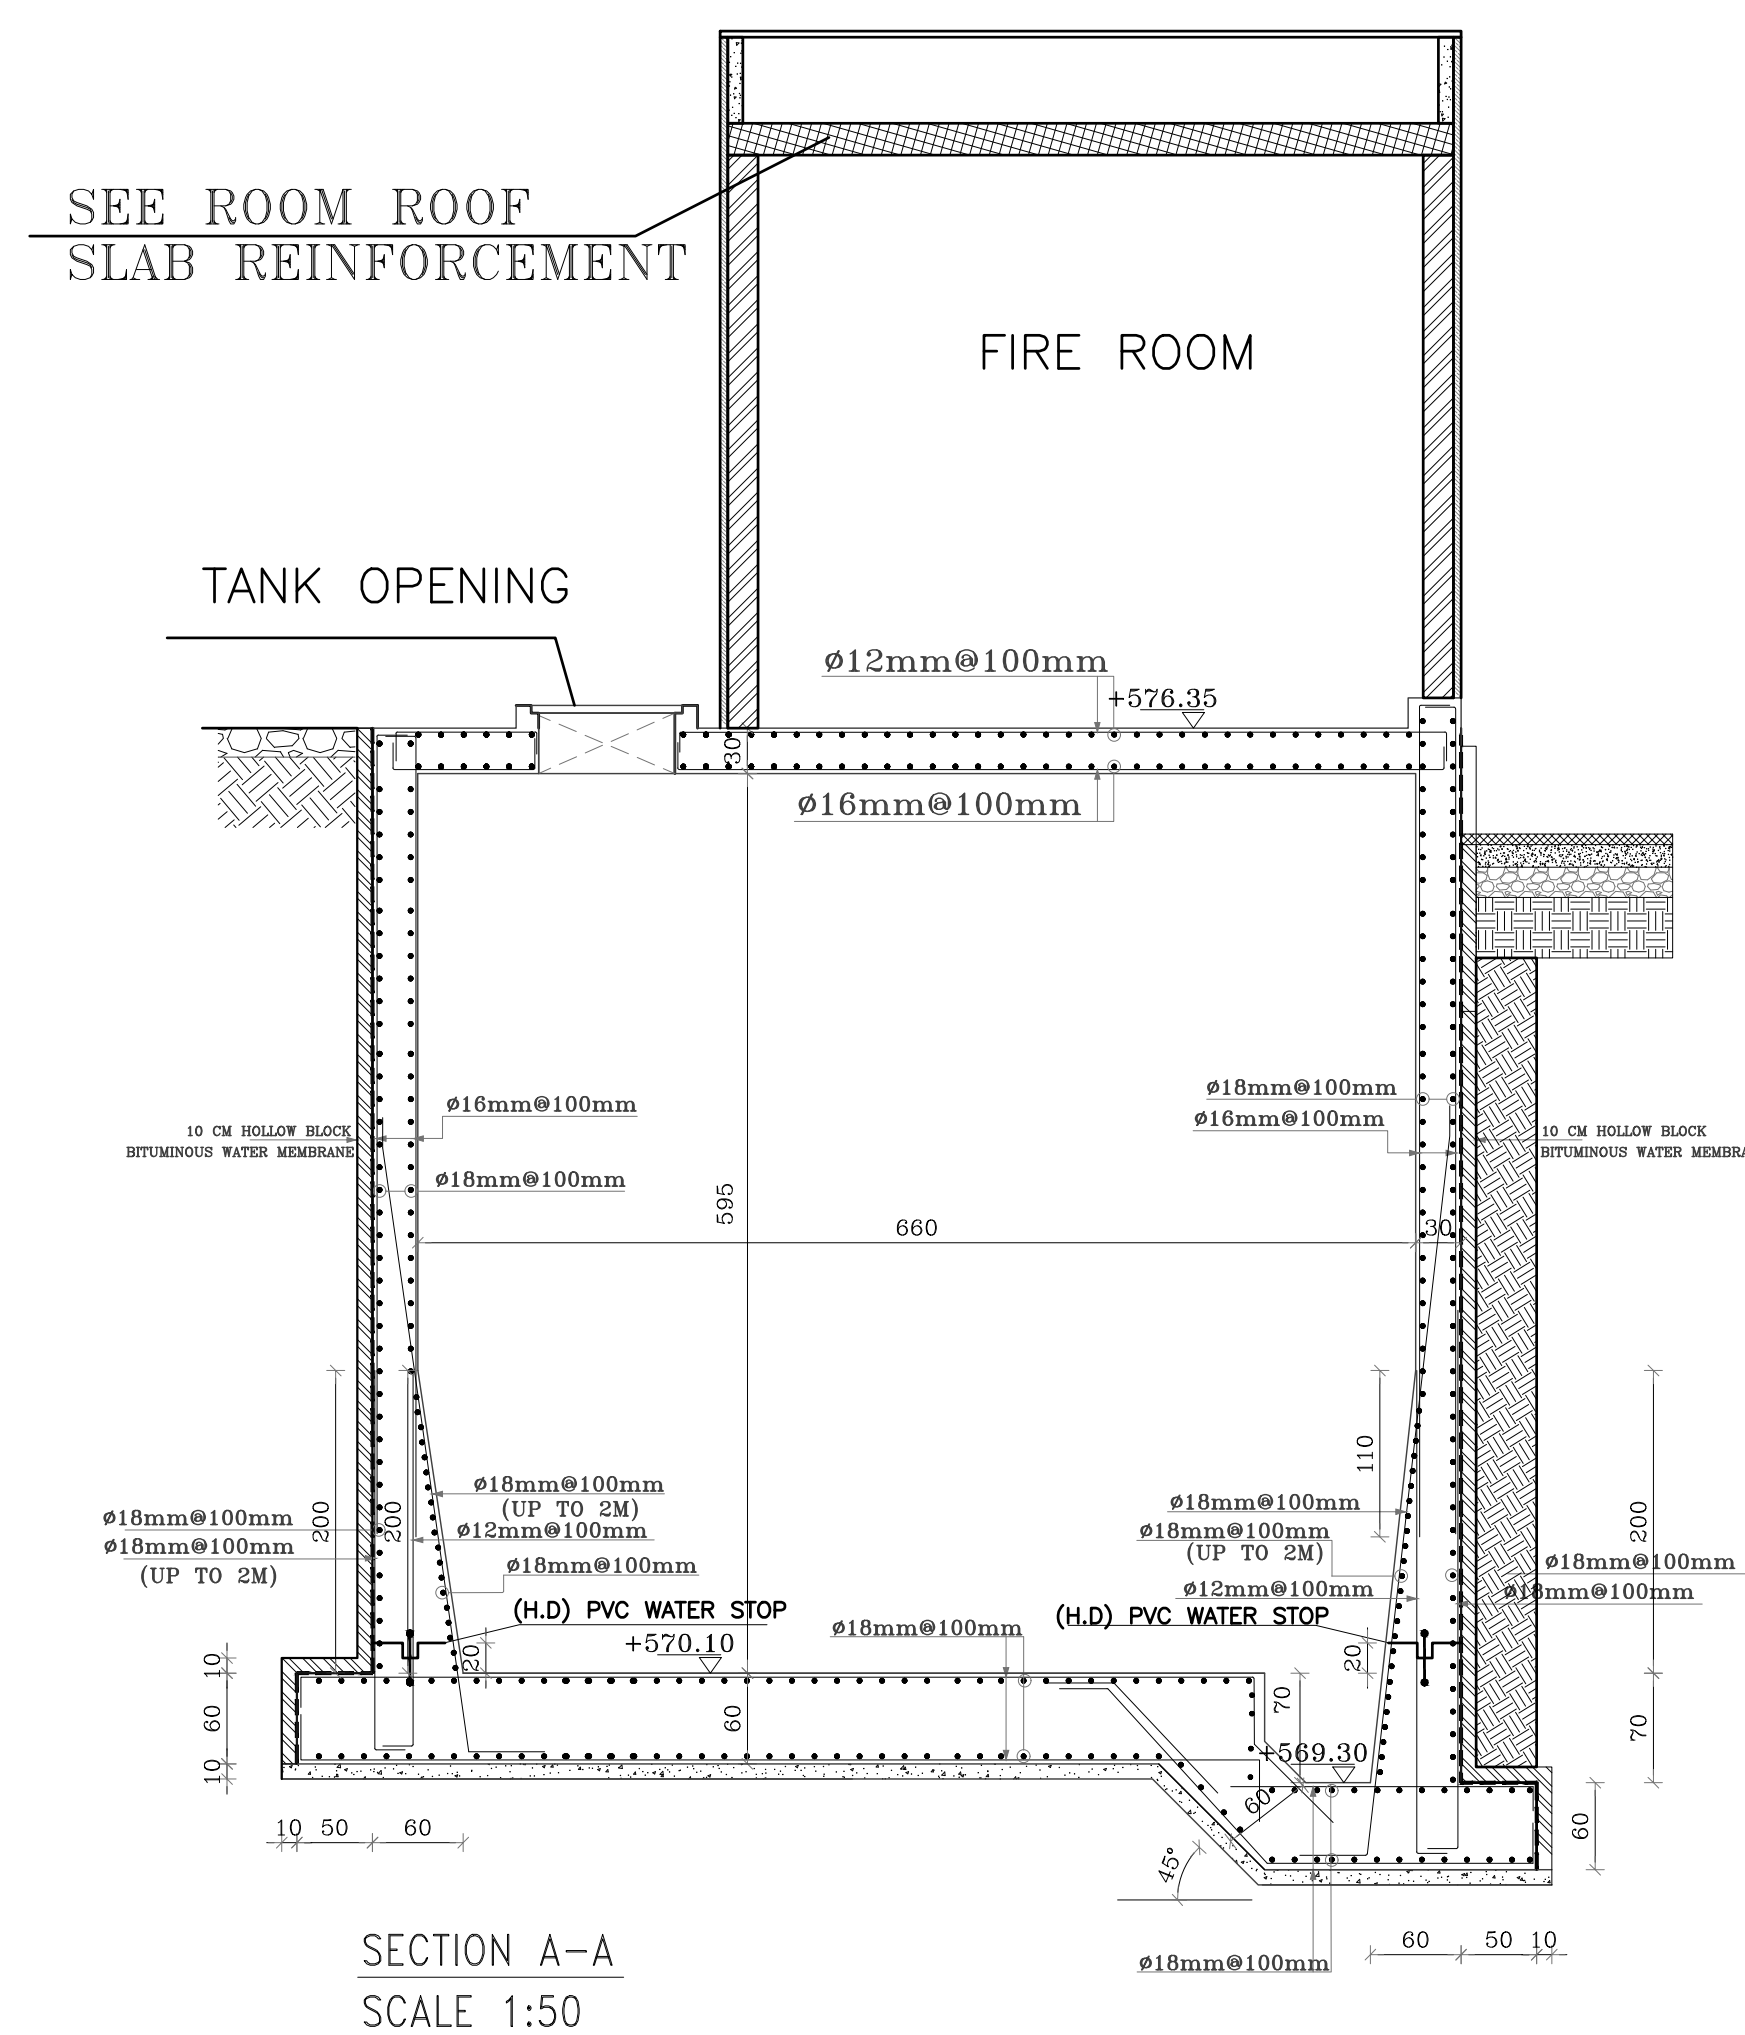 SEE ROOM ROOF
SLAB REINFORCEMENT
FIRE ROOM
TANK OPENING
ø12mm@100mm
+576.35
30
ø16mm@100mm
ø16mm@100mm
ø18mm@100mm
10 CM HOLLOW BLOCK
BITUMINOUS WATER MEMBRANE
ø18mm@100mm
ø16mm@100mm
10 CM HOLLOW BLOCK
BITUMINOUS WATER MEMBRA
595
660
30
110
200
200
200
ø18mm@100mm
(UP TO 2M)
ø12mm@100mm
ø18mm@100mm
ø18mm@100mm
ø18mm@100mm
(UP TO 2M)
ø18mm@100mm
ø18mm@100mm
(UP TO 2M)
ø12mm@100mm
ø18mm@100mm
ø18mm@100mm
(H.D) PVC WATER STOP
+570.10
ø18mm@100mm
(H.D) PVC WATER STOP
20
20
10
60
10
60
70
70
+569.30
60
60
10 50 60
45°
60 50 10
ø18mm@100mm
SECTION A-A
SCALE 1:50